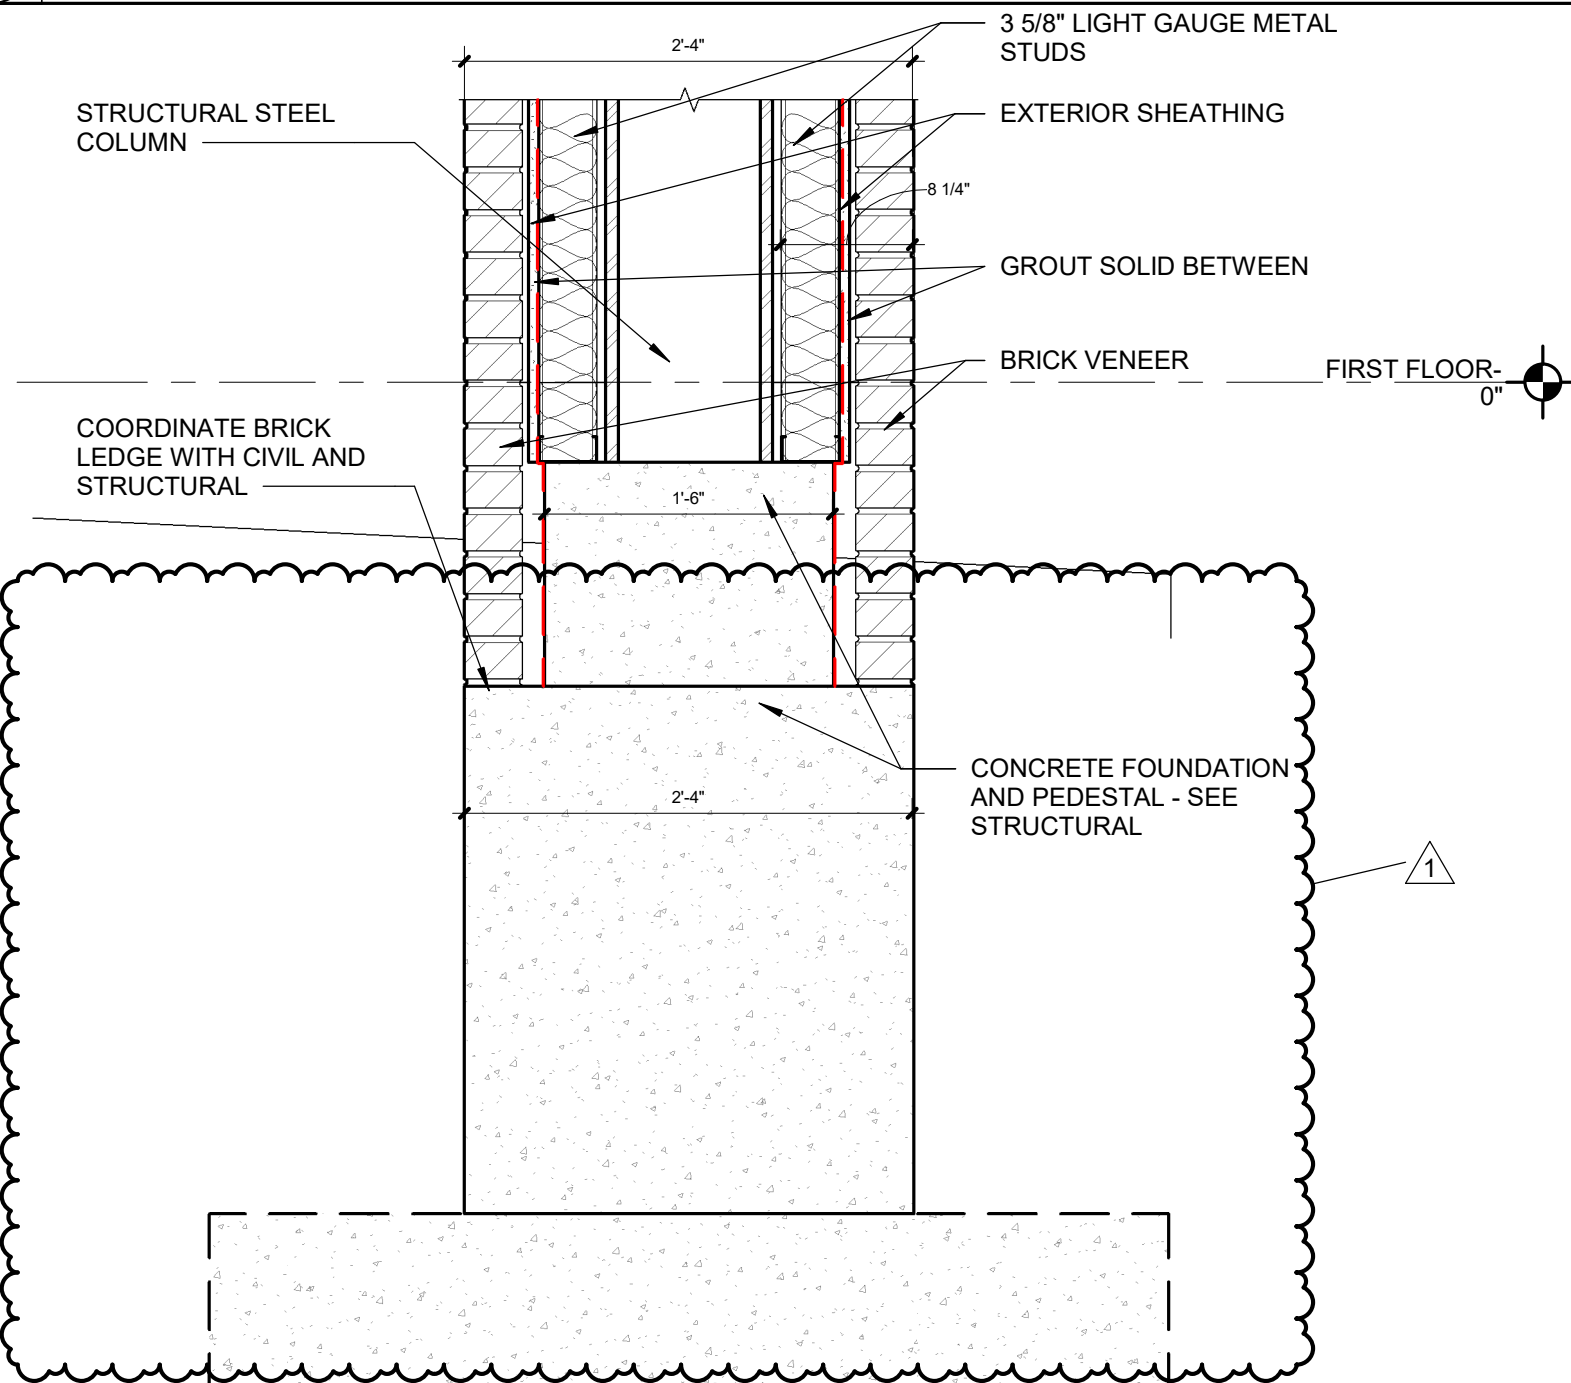 2'-4"
3 5/8" LIGHT GAUGE METAL
STUDS
STRUCTURAL STEEL
COLUMN
EXTERIOR SHEATHING
8 1/4"
GROUT SOLID BETWEEN
BRICK VENEER
FIRST FLOOR-
0"
COORDINATE BRICK
LEDGE WITH CIVIL AND
STRUCTURAL
1'-6"
CONCRETE FOUNDATION
AND PEDESTAL - SEE
STRUCTURAL
2'-4"
1